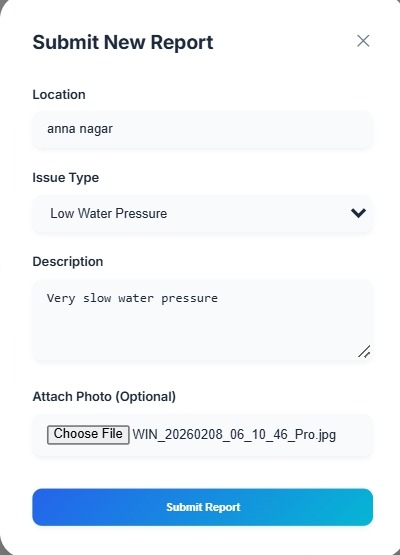 Submit New Report
Location
anna nagar
Issue Type
Low Water Pressure
Description
Very slow water pressure
Attach Photo (Optional)
Choose File WIN_20260208_06_10_46_Pro.jpg
Submit Report